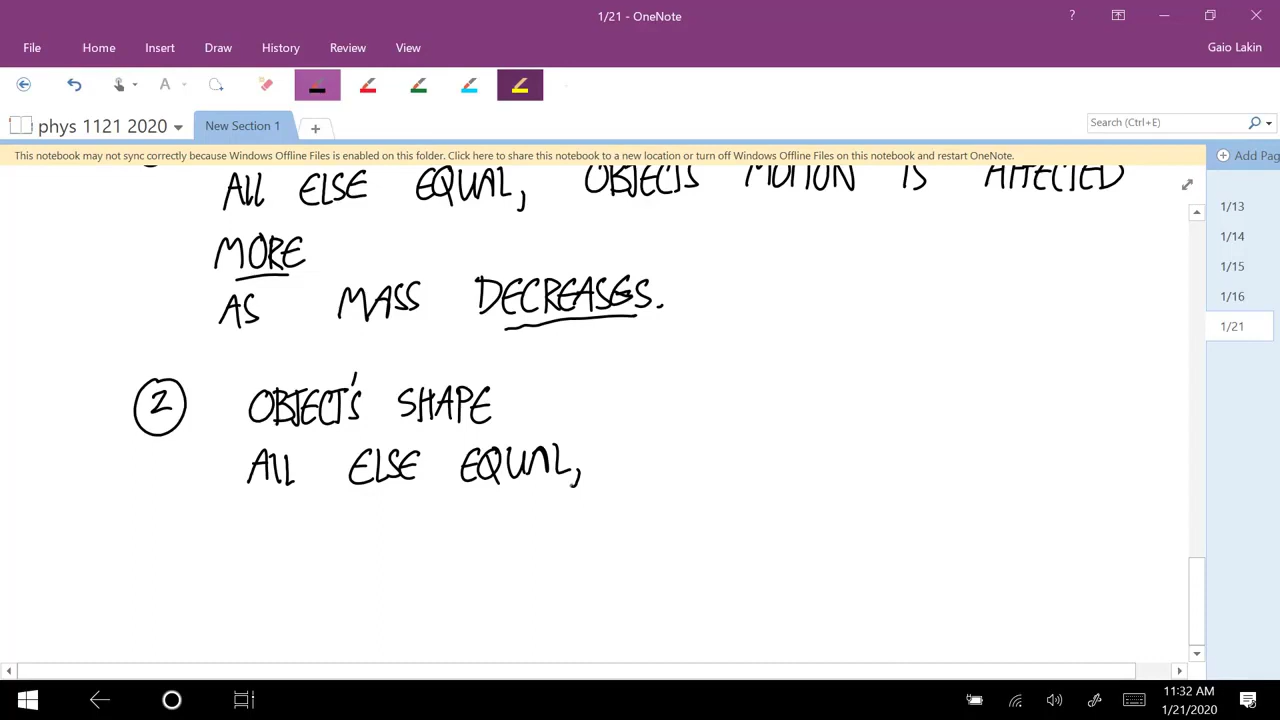 1/21 - OneNote
?
File Home Insert Draw History Review View
Gaio Lakin
A
phys 1121 2020
New Section 1
+
Search (Ctrl+E)
This notebook may not sync correctly because Windows Offline Files is enabled on this folder. Click here to share this notebook to a new location or turn off Windows Offline Files on this notebook and restart OneNote.
Add Pag
ALL ELSE EQUAL, OBJECTS MOTION IS AFFECTED
MORE
AS MASS DECREASES.
2 OBJECT'S SHAPE
ALL ELSE EQUAL,
1/13
1/14
1/15
1/16
1/21
11:32 AM
1/21/2020